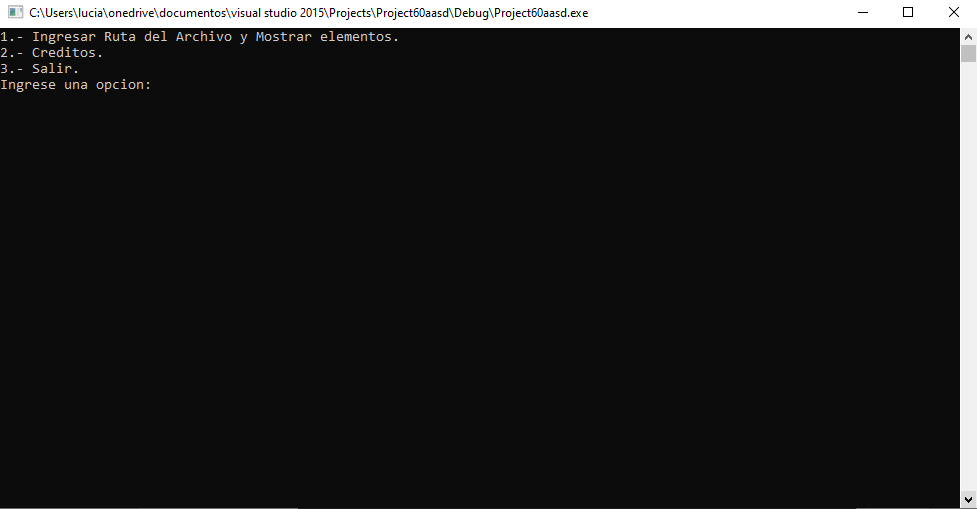 C:\Users\lucia\onedrive\documentos\visual studio 2015\Projects\Project60aasd\Debug\Project60aasd.exe
1.- Ingresar Ruta del Archivo y Mostrar elementos.
2.- Creditos.
3.- Salir.
Ingrese una opcion: